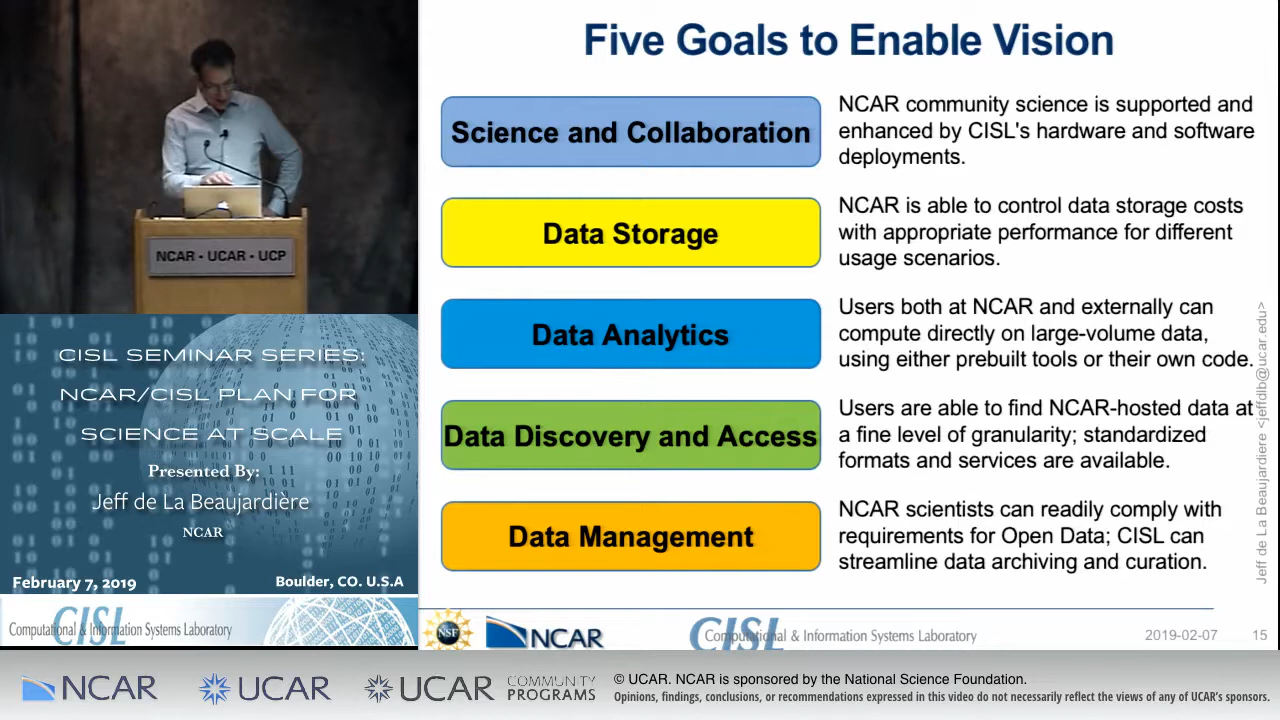 NCAR • UCAR • UCP
CISL SEMINAR SERIES:
NCAR/CISL PLAN FOR
SCIENCE AT SCALE
Presented By:
Jeff de La Beaujardière
NCAR
February 7, 2019
Boulder, CO. U.S.A
CISL
Computational & Information Systems Laboratory
Five Goals to Enable Vision
Science and Collaboration
NCAR community science is supported and
enhanced by CISL's hardware and software
deployments.
Data Storage
NCAR is able to control data storage costs
with appropriate performance for different
usage scenarios.
Data Analytics
Users both at NCAR and externally can
compute directly on large-volume data,
using either prebuilt tools or their own code.
Data Discovery and Access
Users are able to find NCAR-hosted data at
a fine level of granularity; standardized
formats and services are available.
Data Management
NCAR scientists can readily comply with
requirements for Open Data; CISL can
streamline data archiving and curation.
Jeff de La Beaujardiere <jeffdlb@ucar.edu>
NSF
NCAR
CISL
Computational & Information Systems Laboratory
2019-02-07
15
NCAR
UCAR
UCAR
COMMUNITY
PROGRAMS
© UCAR. NCAR is sponsored by the National Science Foundation.
Opinions, findings, conclusions, or recommendations expressed in this video do not necessarily reflect the views of any of UCAR's sponsors.